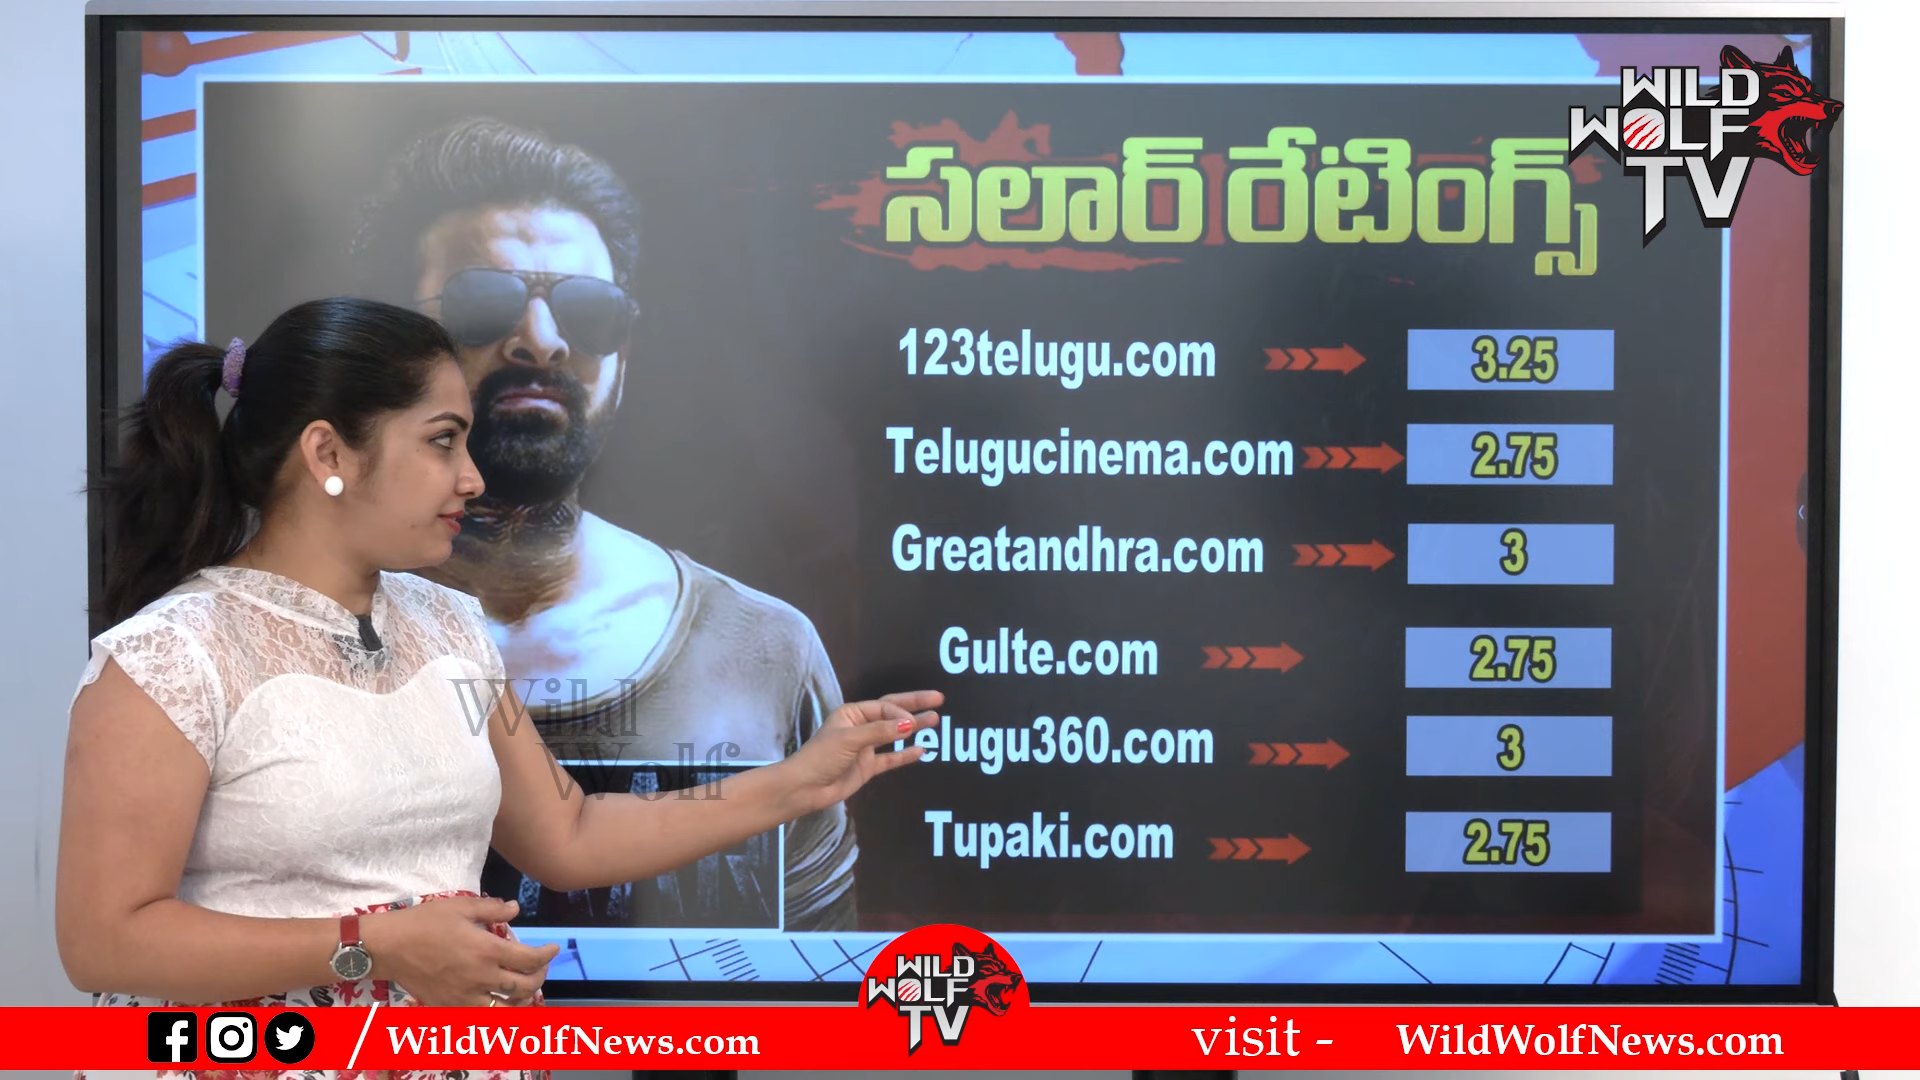 WILD
WOLF
TV
సలార్ రేటింగ్స్
123telugu.com 3.25
Telugucinema.com 2.75
Greatandhra.com 3
Gulte.com 2.75
Telugu360.com 3
Tupaki.com 2.75
Wild
Wolf
WILD
WOLF
TV
WildWolfNews.com
visit - WildWolfNews.com